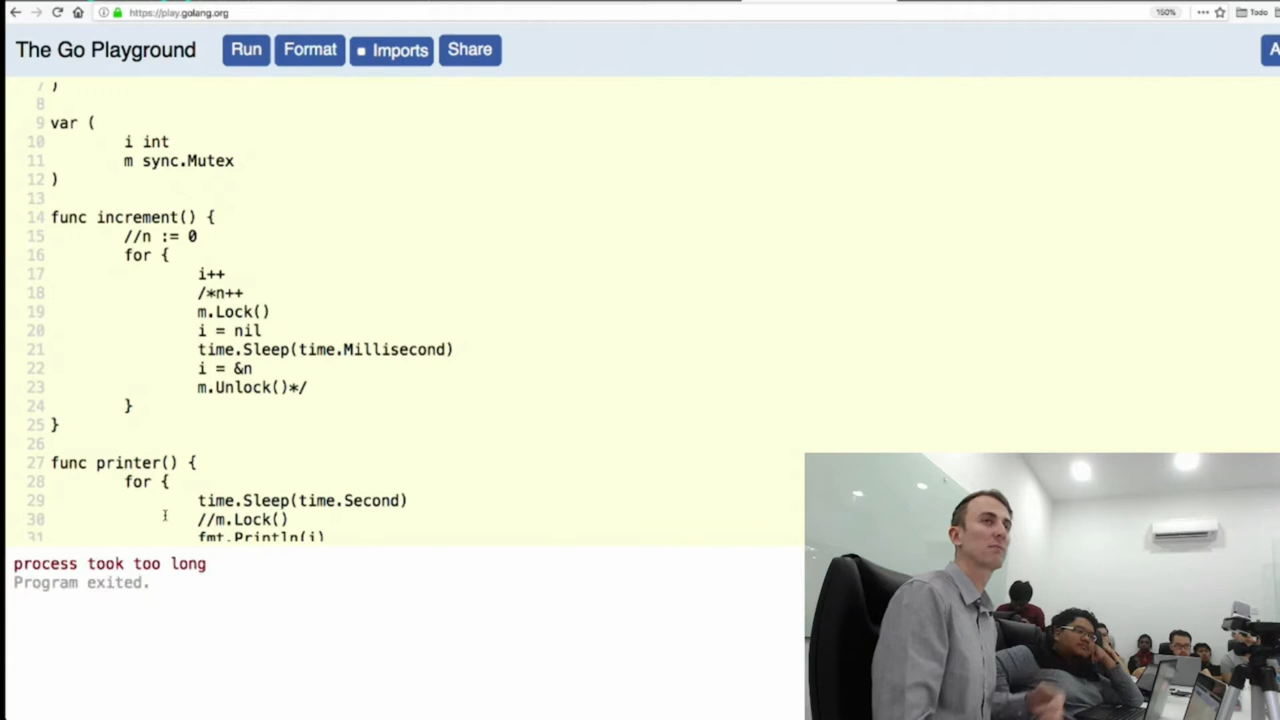 https://play.golang.org
150%
Todo
The Go Playground
Run
Format
Imports
Share
A
7 )
8
9 var (
10 i int
11 m sync.Mutex
12 )
13
14 func increment() {
15 //n := 0
16 for {
17 i++
18 /*n++
19 m.Lock()
20 i = nil
21 time.Sleep(time.Millisecond)
22 i = &n
23 m.Unlock()*/
24 }
25 }
26
27 func printer() {
28 for {
29 time.Sleep(time.Second)
30 //m.Lock()
31 fmt.Println(i)
process took too long
Program exited.